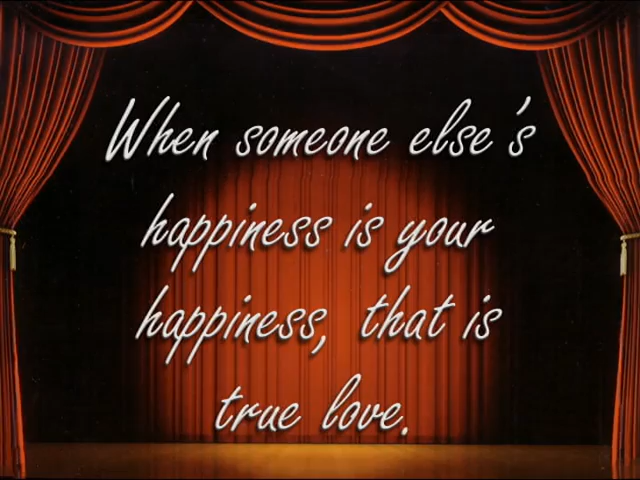 When someone else's
happiness is your
happiness, that is
true love.